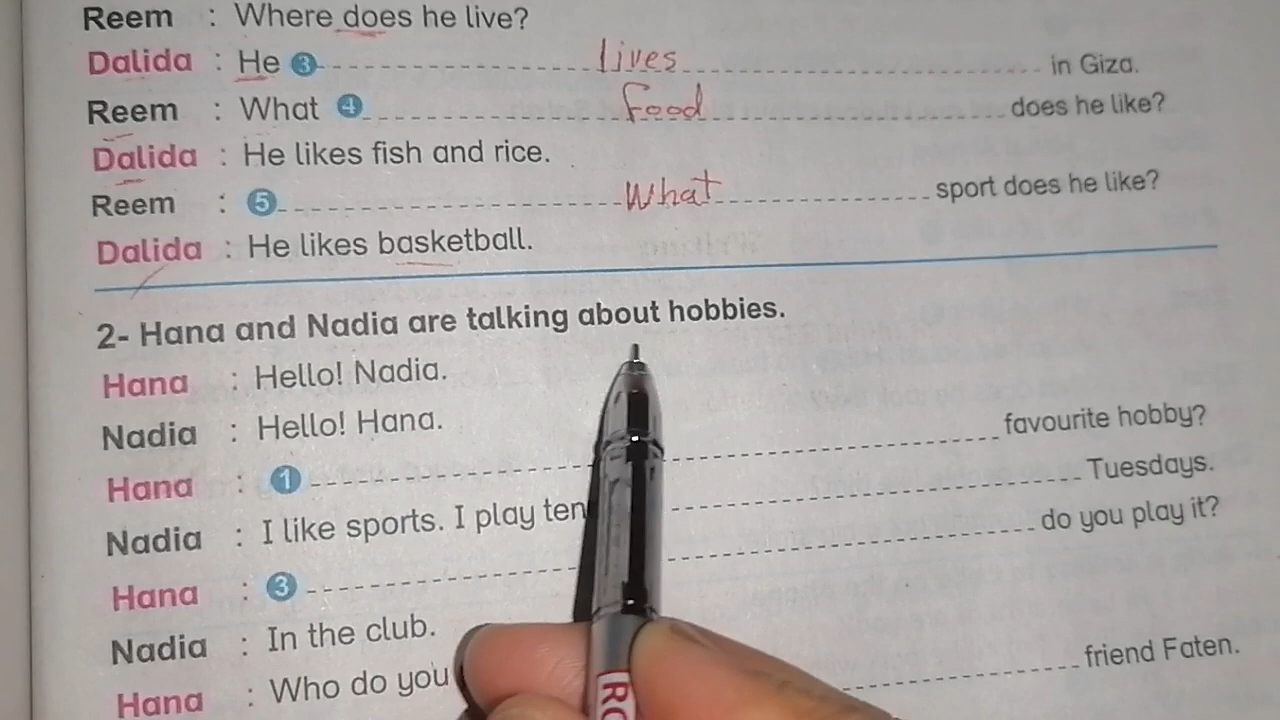 Reem : Where does he live?
Dalida : He 3 lives in Giza.
Reem : What 4 food does he like?
Dalida : He likes fish and rice.
Reem : 5 What sport does he like?
Dalida : He likes basketball.
2- Hana and Nadia are talking about hobbies.
Hana : Hello! Nadia.
Nadia : Hello! Hana.
Hana : 1 favourite hobby?
Nadia : I like sports. I play ten Tuesdays.
Hana : 3 do you play it?
Nadia : In the club.
Hana : Who do you friend Faten.